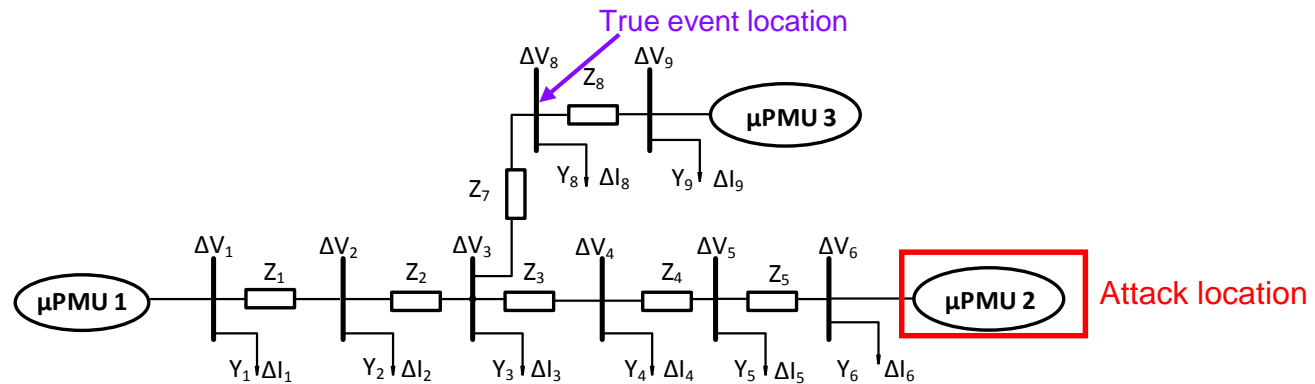 True event location
ΔV₈ ΔV₉
Z₈
µPMU 3
Y₈ ΔI₈ Y₉ ΔI₉
Z₇
ΔV₁ ΔV₂ ΔV₃ ΔV₄ ΔV₅ ΔV₆
Z₁ Z₂ Z₃ Z₄ Z₅
µPMU 1 µPMU 2 Attack location
Y₁ ΔI₁ Y₂ ΔI₂ Y₃ ΔI₃ Y₄ ΔI₄ Y₅ ΔI₅ Y₆ ΔI₆